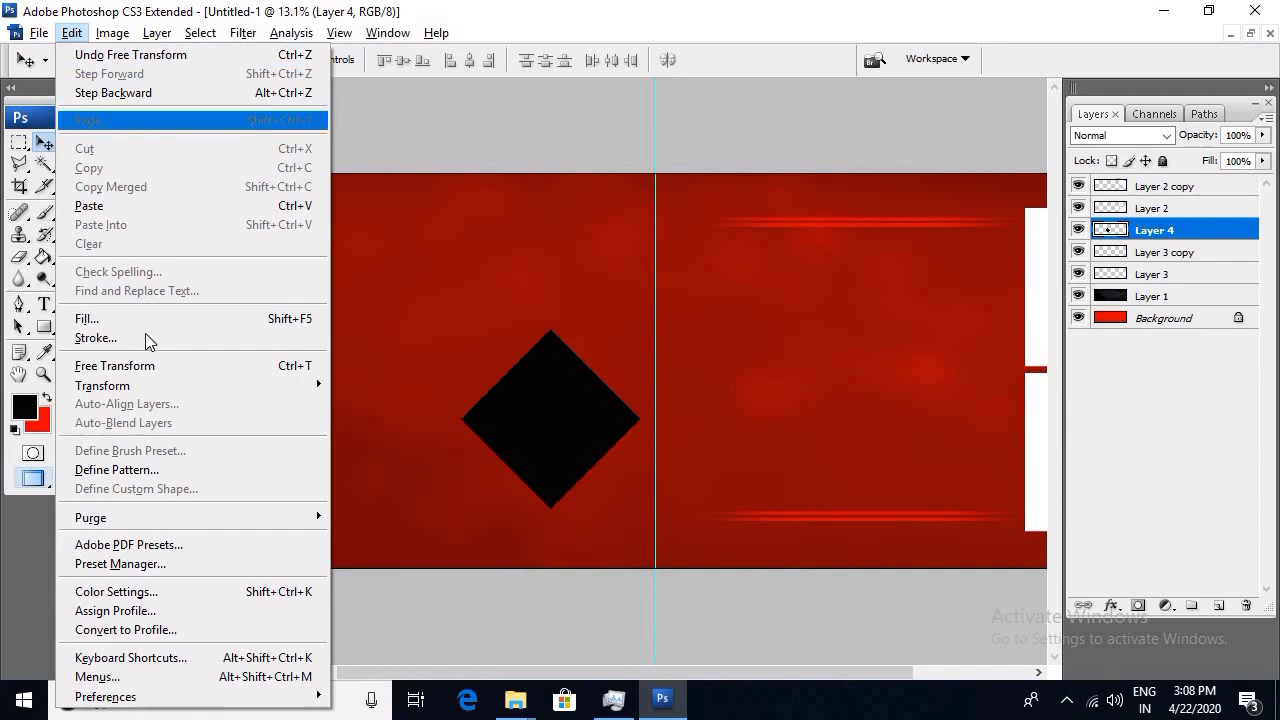 Adobe Photoshop CS3 Extended - [Untitled-1 @ 13.1% (Layer 4, RGB/8)]
File Edit Image Layer Select Filter Analysis View Window Help
Workspace
Undo Free Transform Ctrl+Z
Step Forward Shift+Ctrl+Z
Step Backward Alt+Ctrl+Z
Fade... Shift+Ctrl+F
Cut Ctrl+X
Copy Ctrl+C
Copy Merged Shift+Ctrl+C
Paste Ctrl+V
Paste Into Shift+Ctrl+V
Clear
Check Spelling...
Find and Replace Text...
Fill... Shift+F5
Stroke...
Free Transform Ctrl+T
Transform
Auto-Align Layers...
Auto-Blend Layers
Define Brush Preset...
Define Pattern...
Define Custom Shape...
Purge
Adobe PDF Presets...
Preset Manager...
Color Settings... Shift+Ctrl+K
Assign Profile...
Convert to Profile...
Keyboard Shortcuts... Alt+Shift+Ctrl+K
Menus... Alt+Shift+Ctrl+M
Preferences
Ps
Layers Channels Paths
Normal Opacity: 100%
Lock: Fill: 100%
Layer 2 copy
Layer 2
Layer 4
Layer 3 copy
Layer 3
Layer 1
Background
Activate Windows
Go to Settings to activate Windows.
ENG
IN
3:08 PM
4/22/2020
3